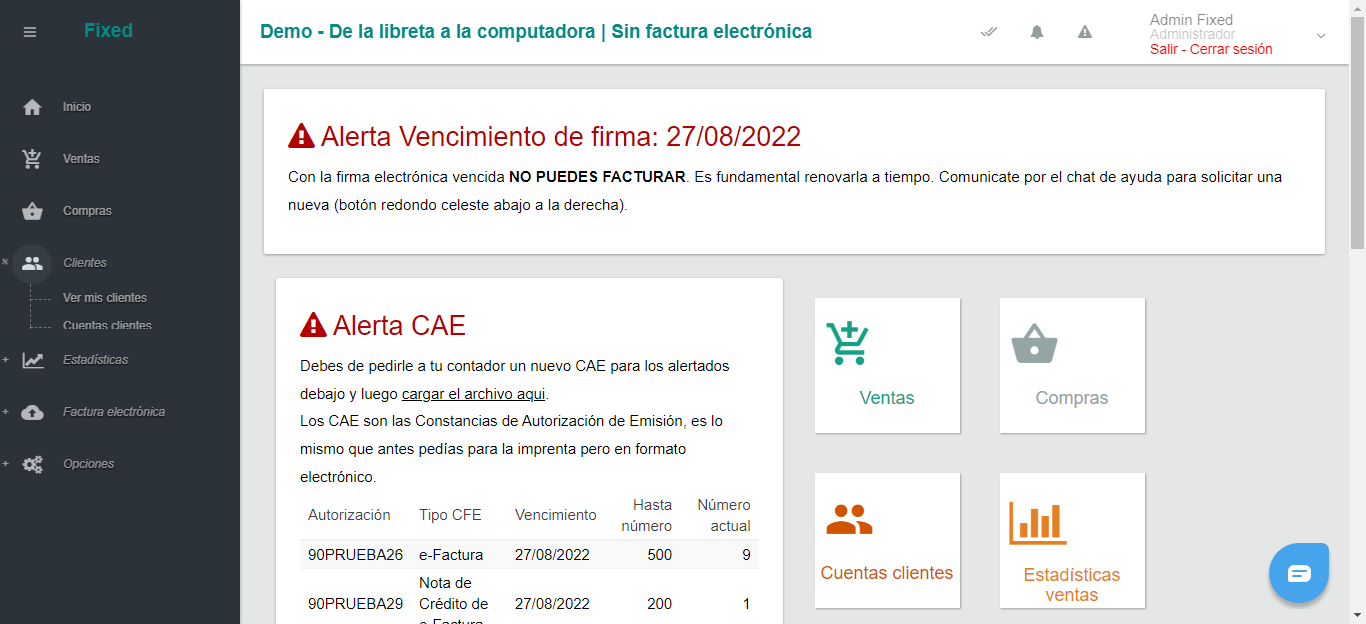 Fixed
Demo - De la libreta a la computadora | Sin factura electrónica
Admin Fixed
Administrador
Salir - Cerrar sesión
Inicio
Ventas
Compras
Clientes
Ver mis clientes
Cuentas clientes
Estadísticas
Factura electrónica
Opciones
Alerta Vencimiento de firma: 27/08/2022
Con la firma electrónica vencida NO PUEDES FACTURAR. Es fundamental renovarla a tiempo. Comunicate por el chat de ayuda para solicitar una
nueva (botón redondo celeste abajo a la derecha).
Alerta CAE
Debes de pedirle a tu contador un nuevo CAE para los alertados
debajo y luego cargar el archivo aqui.
Los CAE son las Constancias de Autorización de Emisión, es lo
mismo que antes pedías para la imprenta pero en formato
electrónico.
Autorización Tipo CFE Vencimiento Hasta número Número actual
90PRUEBA26 e-Factura 27/08/2022 500 9
90PRUEBA29 Nota de Crédito de e-Factura 27/08/2022 200 1
Ventas
Compras
Cuentas clientes
Estadísticas
ventas